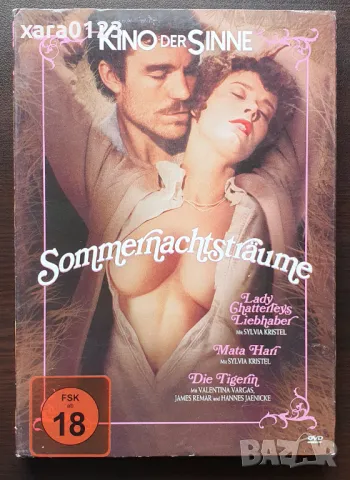 xara0123
KINO DER SINNE
Sommernachtsträume
Lady
Chatterleys
Liebhaber
Mit SYLVIA KRISTEL
Mata Hari
Mit SYLVIA KRISTEL
Die Tigerin
Mit VALENTINA VARGAS,
JAMES REMAR und HANNES JAENICKE
FSK
ab
18
DVD
BAZAR